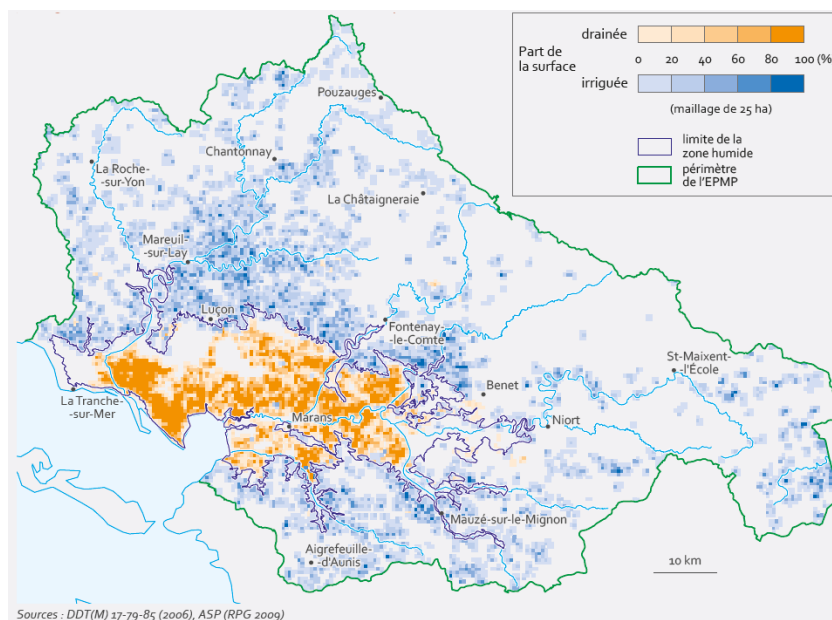 drainée
Part de
la surface
0 20 40 60 80 100 (%)
irriguée
(maillage de 25 ha)
limite de la
zone humide
périmètre
de l'EPMP
Pouzauges
Chantonnay
La Roche-
-sur-Yon
La Châtaigneraie
Mareuil-
-sur-Lay
Luçon
Fontenay-
-le-Comte
St-Maixent-
-l'École
Benet
La Tranche-
-sur-Mer
Marans
Niort
Mauzé-sur-le-Mignon
Aigrefeuille-
-d'Aunis
10 km
Sources : DDT(M) 17-79-85 (2006), ASP (RPG 2009)